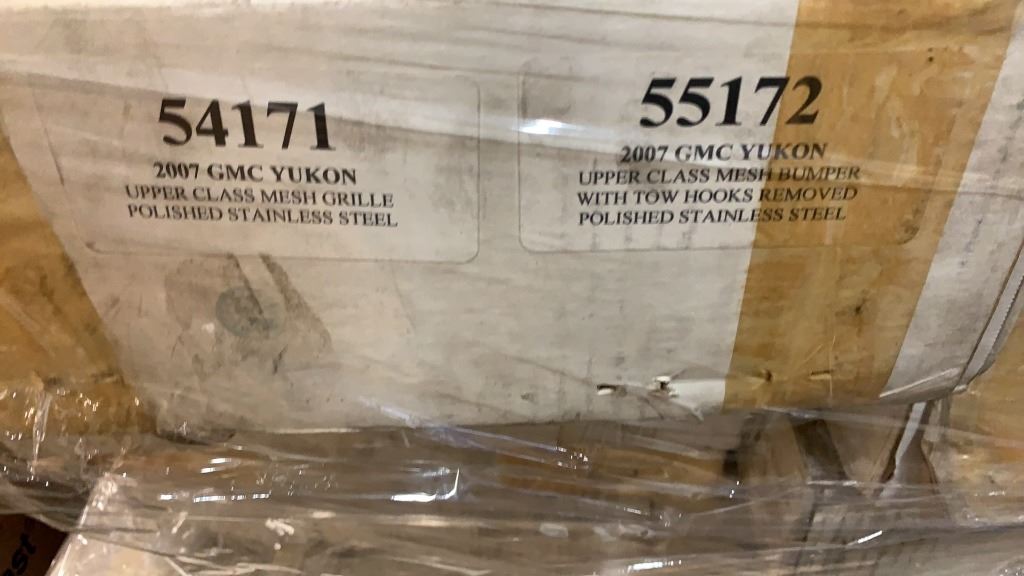 54171
2007 GMC YUKON
UPPER CLASS MESH GRILLE
POLISHED STAINLESS STEEL
55172
2007 GMC YUKON
UPPER CLASS MESH BUMPER
WITH TOW HOOKS REMOVED
POLISHED STAINLESS STEEL